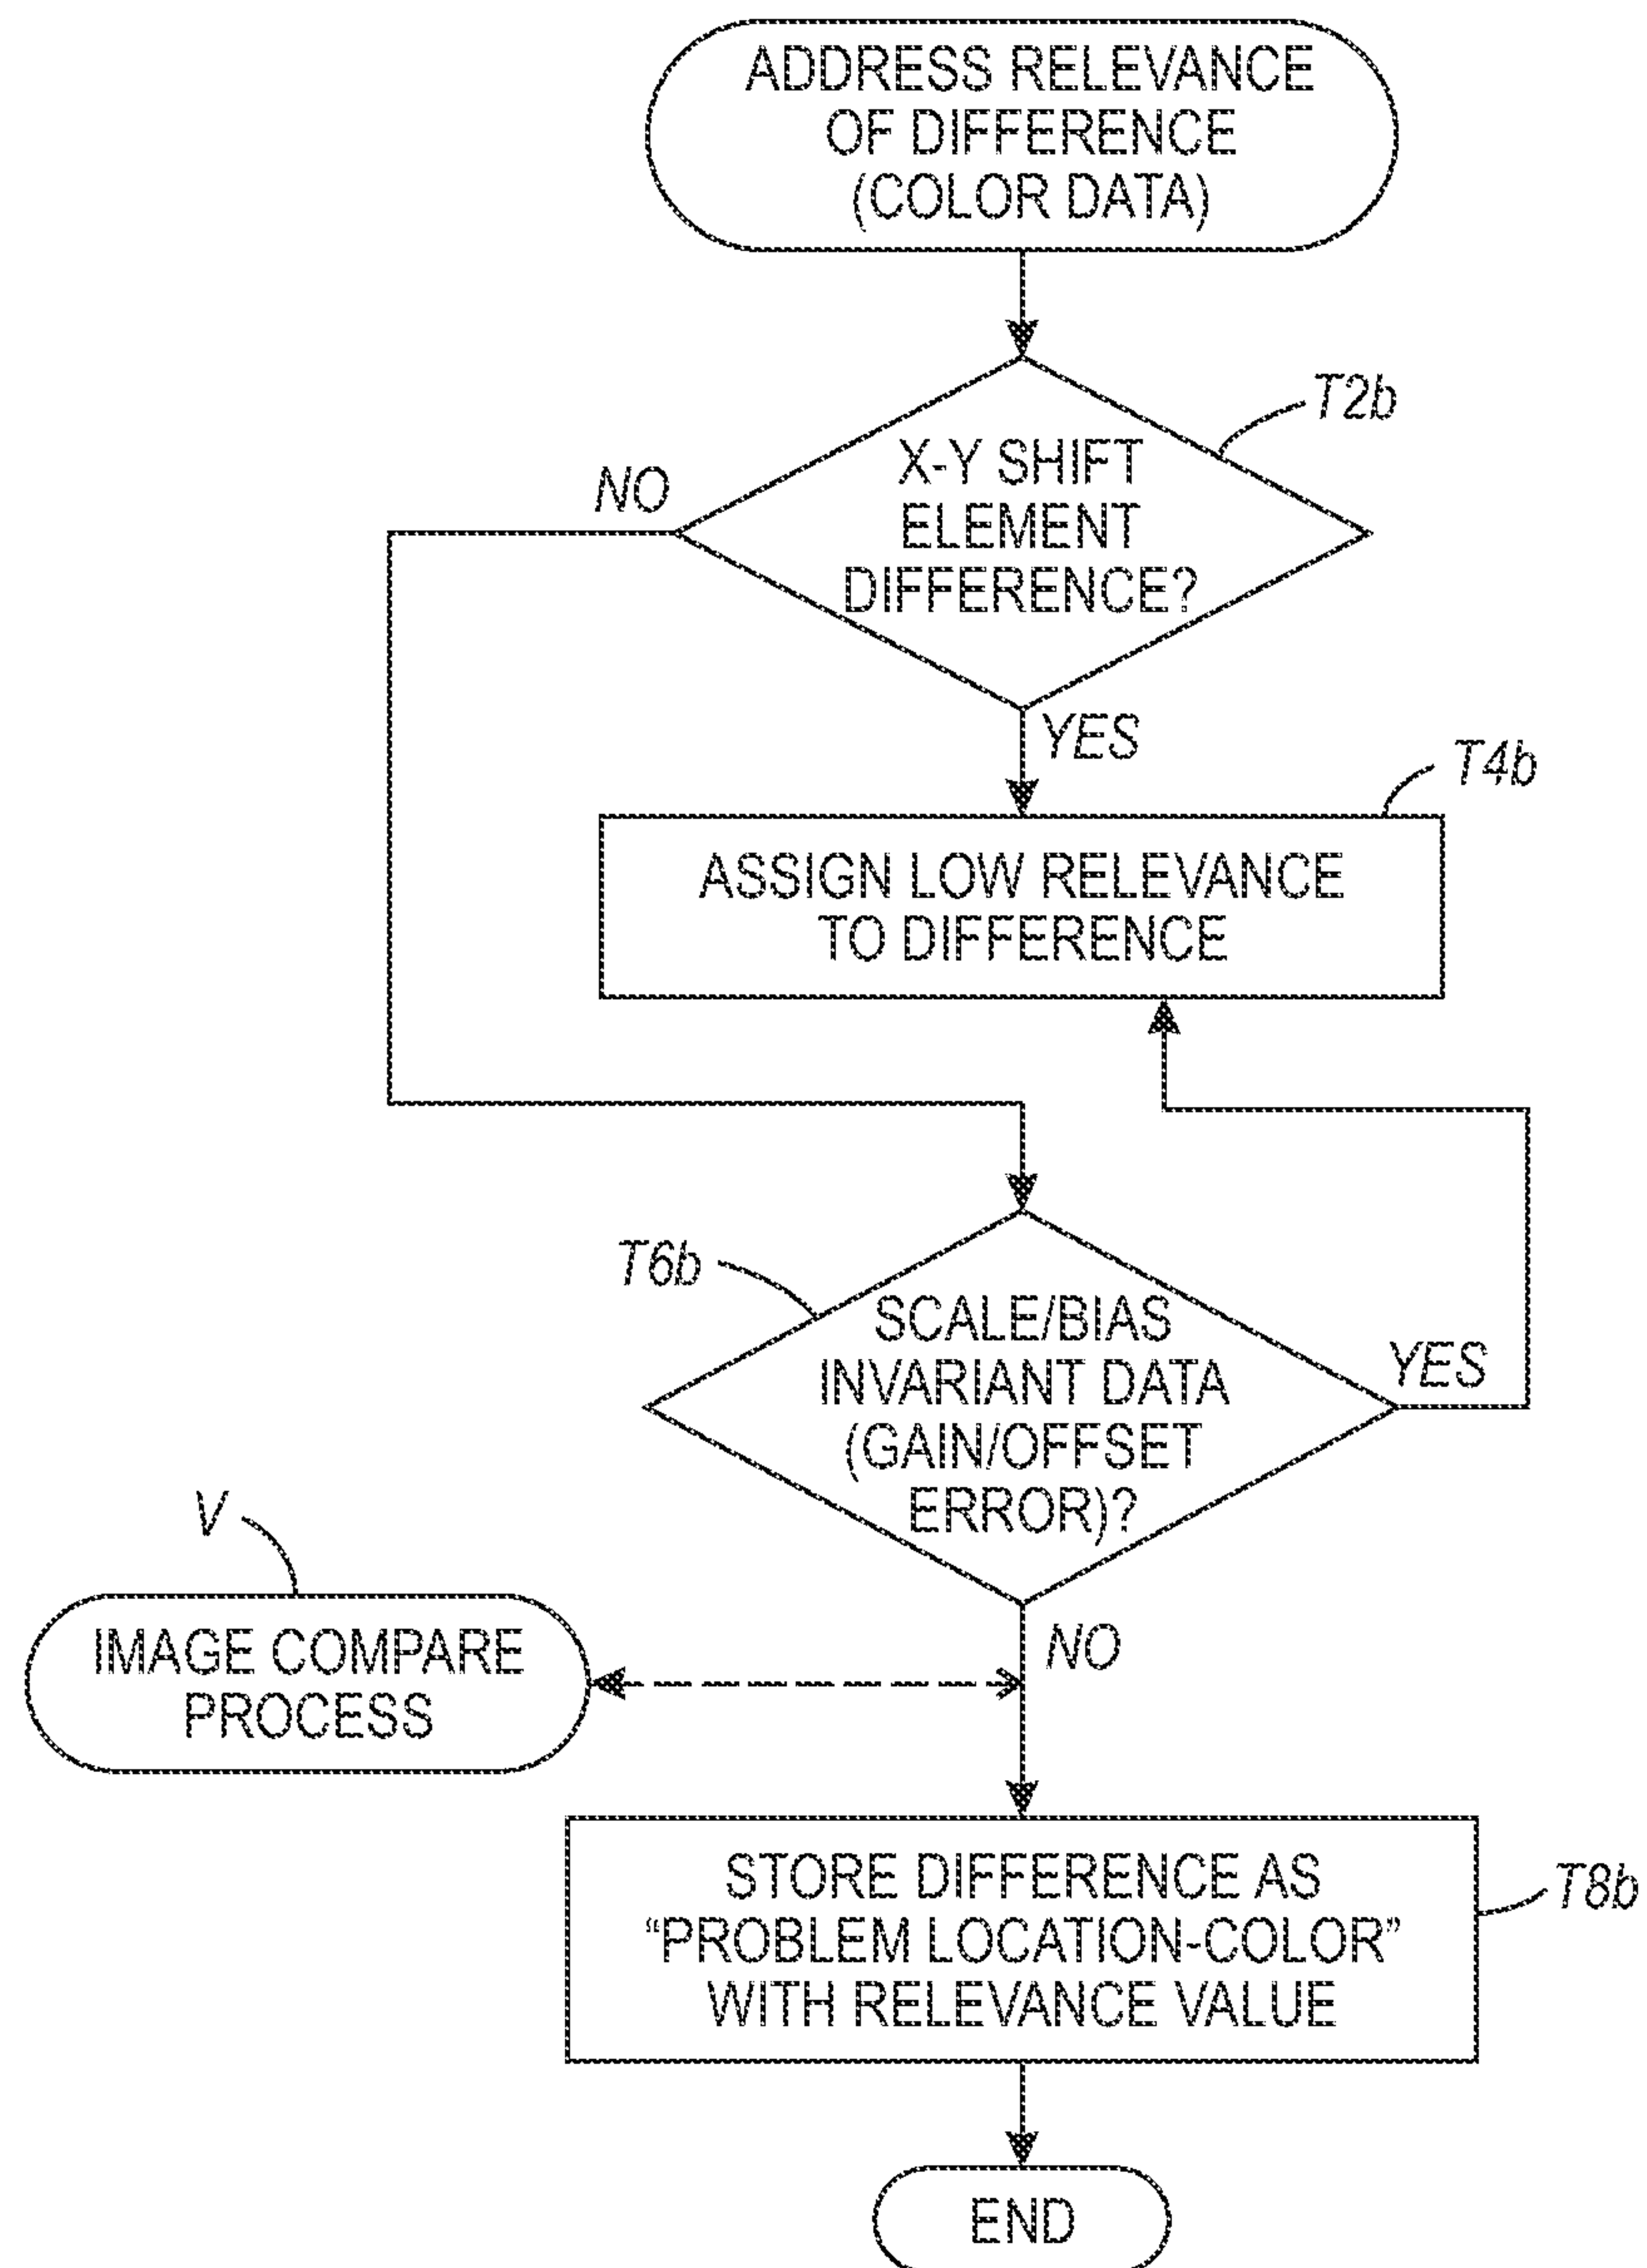 ADDRESS RELEVANCE
OF DIFFERENCE
(COLOR DATA)
T2b
X-Y SHIFT
ELEMENT
DIFFERENCE?
NO
YES
T4b
ASSIGN LOW RELEVANCE
TO DIFFERENCE
T6b
SCALE/BIAS
INVARIANT DATA
(GAIN/OFFSET
ERROR)?
YES
V
IMAGE COMPARE
PROCESS
NO
STORE DIFFERENCE AS
“PROBLEM LOCATION-COLOR”
WITH RELEVANCE VALUE
T8b
END